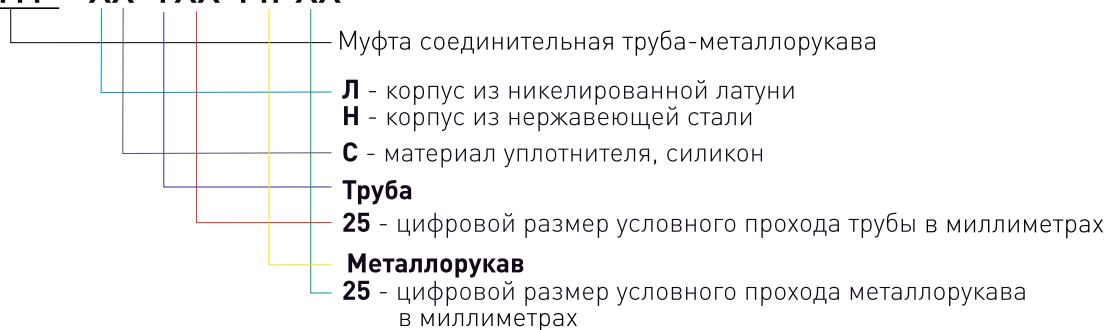 Муфта соединительная труба-металлорукава
Л - корпус из никелированной латуни
Н - корпус из нержавеющей стали
С - материал уплотнителя, силикон
Труба
25 - цифровой размер условного прохода трубы в миллиметрах
Металлорукав
25 - цифровой размер условного прохода металлорукава
в миллиметрах